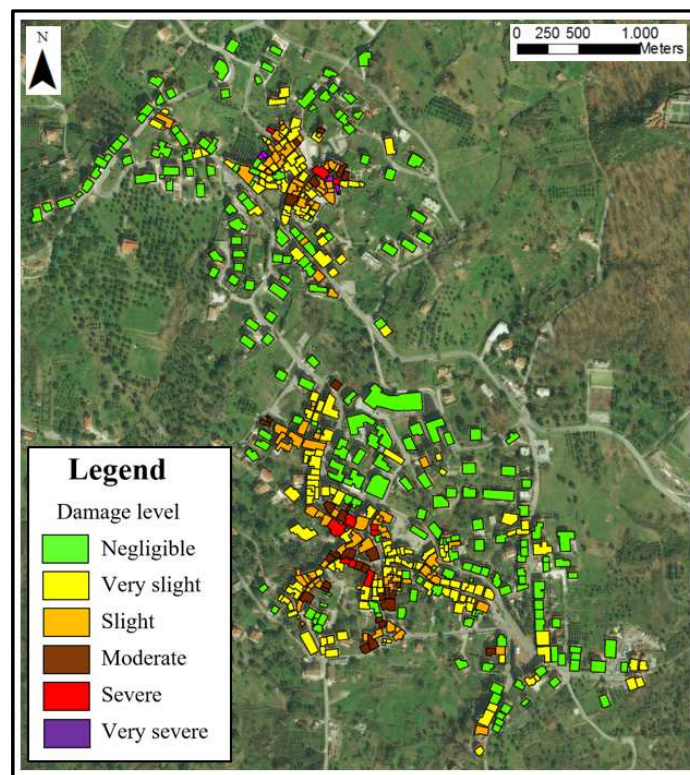 N
0 250 500 1.000
Meters
Legend
Damage level
Negligible
Very slight
Slight
Moderate
Severe
Very severe